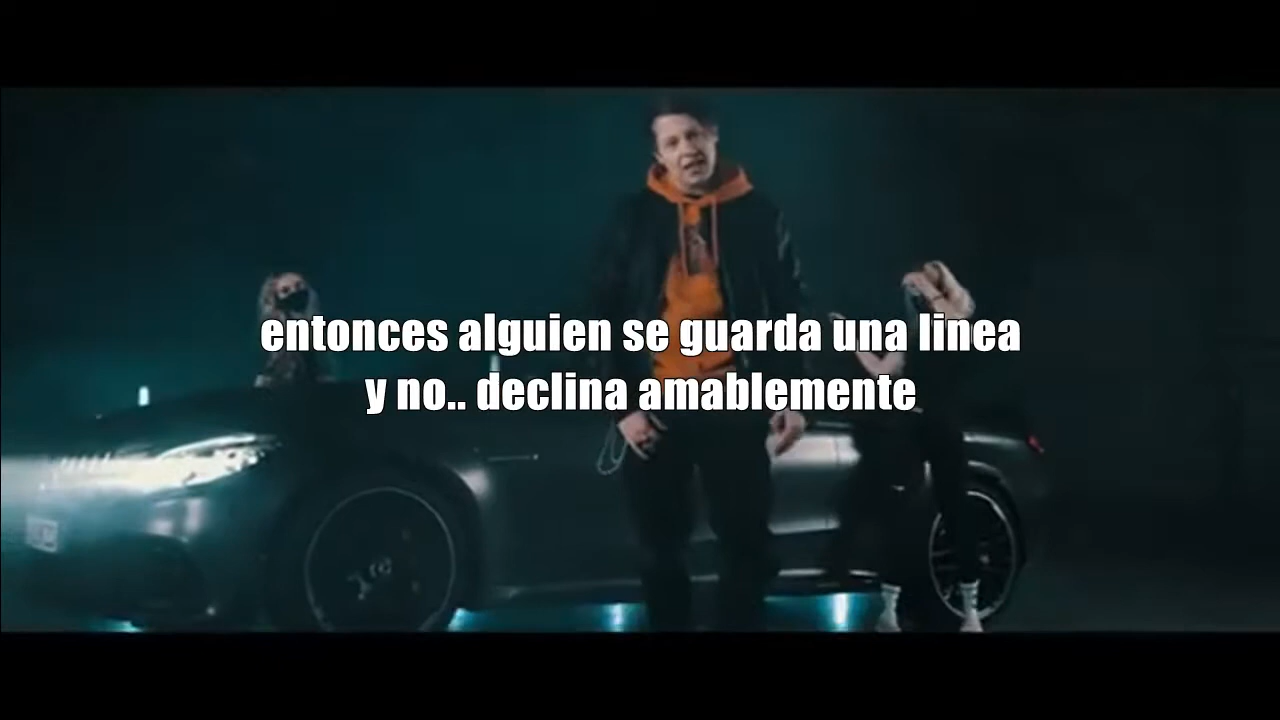 entonces alguien se guarda una linea
y no.. declina amablemente